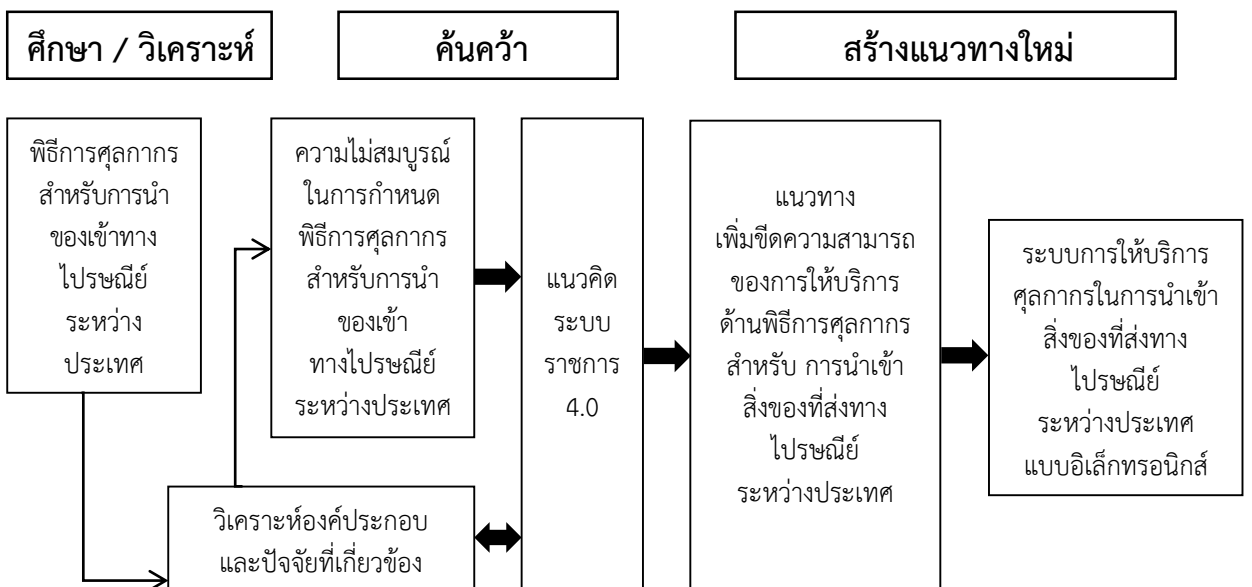 ศึกษา / วิเคราะห์
ค้นคว้า
สร้างแนวทางใหม่
พิธีการศุลกากร
สำหรับการนำ
ของเข้าทาง
ไปรษณีย์
ระหว่าง
ประเทศ
ความไม่สมบูรณ์
ในการกำหนด
พิธีการศุลกากร
สำหรับการนำ
ของเข้า
ทางไปรษณีย์
ระหว่างประเทศ
แนวคิด
ระบบ
ราชการ
4.0
แนวทาง
เพิ่มขีดความสามารถ
ของการให้บริการ
ด้านพิธีการศุลกากร
สำหรับ การนำเข้า
สิ่งของที่ส่งทาง
ไปรษณีย์
ระหว่างประเทศ
ระบบการให้บริการ
ศุลกากรในการนำเข้า
สิ่งของที่ส่งทาง
ไปรษณีย์
ระหว่างประเทศ
แบบอิเล็กทรอนิกส์
วิเคราะห์องค์ประกอบ
และปัจจัยที่เกี่ยวข้อง